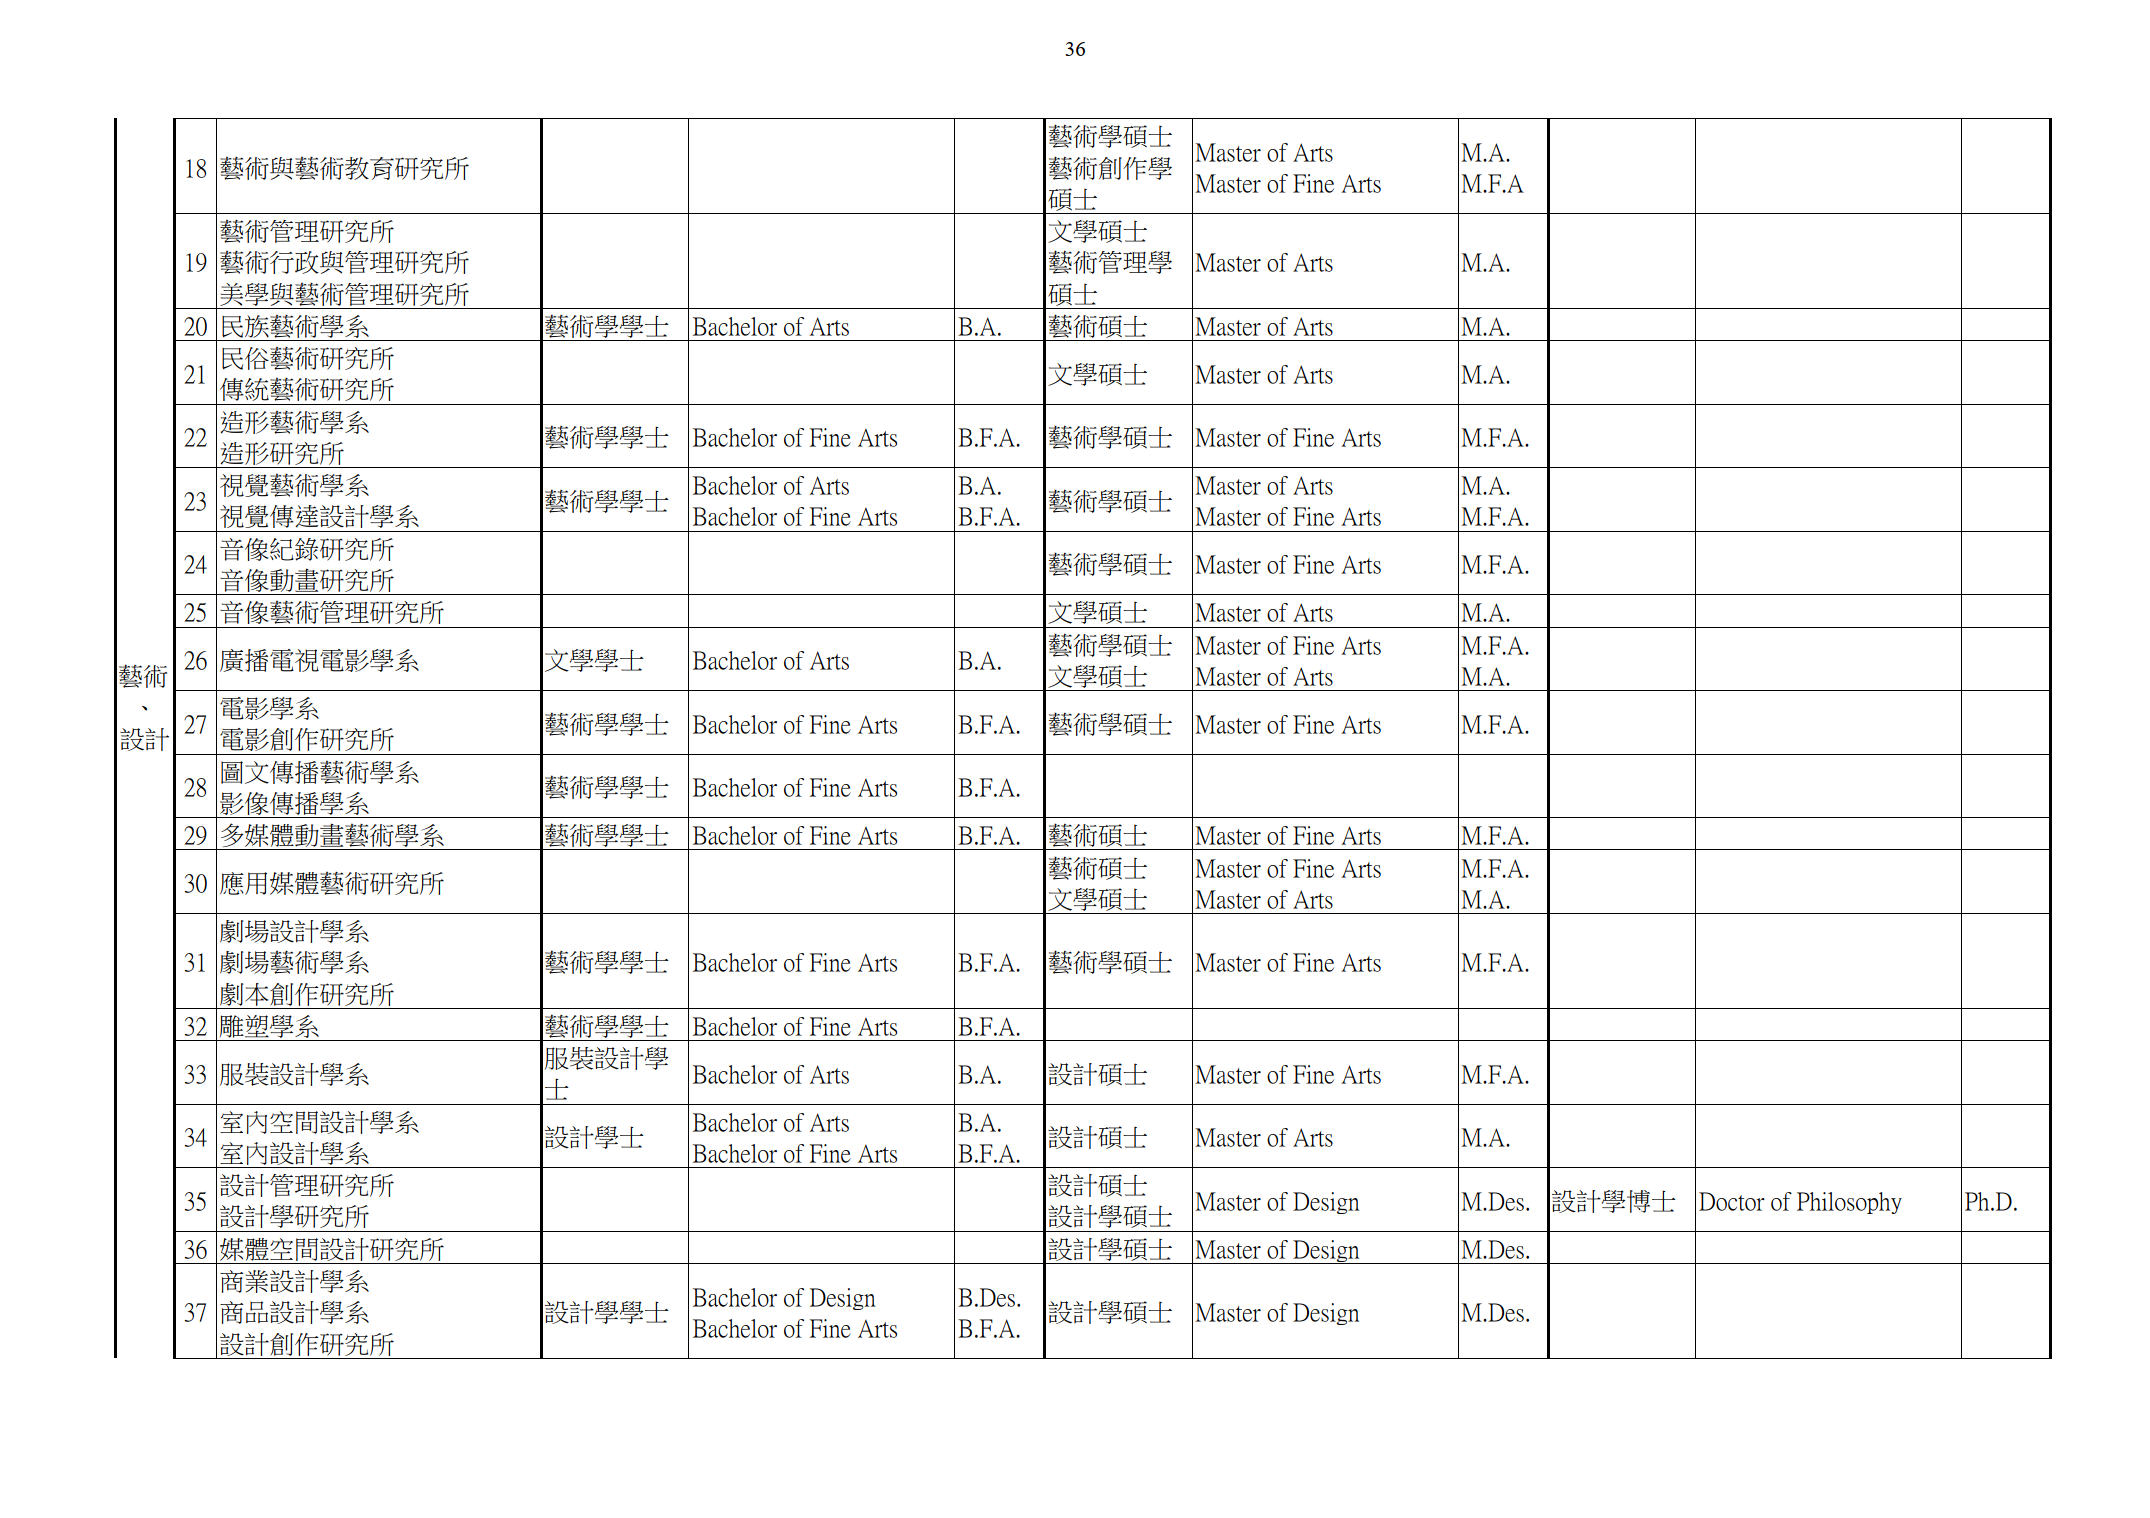 36
藝術
、
設計
18 藝術與藝術教育研究所 藝術學碩士 藝術創作學碩士 Master of Arts Master of Fine Arts M.A. M.F.A
19 藝術管理研究所 藝術行政與管理研究所 美學與藝術管理研究所 文學碩士 藝術管理學碩士 Master of Arts M.A.
20 民族藝術學系 藝術學學士 Bachelor of Arts B.A. 藝術碩士 Master of Arts M.A.
21 民俗藝術研究所 傳統藝術研究所 文學碩士 Master of Arts M.A.
22 造形藝術學系 造形研究所 藝術學學士 Bachelor of Fine Arts B.F.A. 藝術學碩士 Master of Fine Arts M.F.A.
23 視覺藝術學系 視覺傳達設計學系 藝術學學士 Bachelor of Arts Bachelor of Fine Arts B.A. B.F.A. 藝術學碩士 Master of Arts Master of Fine Arts M.A. M.F.A.
24 音像紀錄研究所 音像動畫研究所 藝術學碩士 Master of Fine Arts M.F.A.
25 音像藝術管理研究所 文學碩士 Master of Arts M.A.
26 廣播電視電影學系 文學學士 Bachelor of Arts B.A. 藝術學碩士 文學碩士 Master of Fine Arts Master of Arts M.F.A. M.A.
27 電影學系 電影創作研究所 藝術學學士 Bachelor of Fine Arts B.F.A. 藝術學碩士 Master of Fine Arts M.F.A.
28 圖文傳播藝術學系 影像傳播學系 藝術學學士 Bachelor of Fine Arts B.F.A.
29 多媒體動畫藝術學系 藝術學學士 Bachelor of Fine Arts B.F.A. 藝術碩士 Master of Fine Arts M.F.A.
30 應用媒體藝術研究所 藝術碩士 文學碩士 Master of Fine Arts Master of Arts M.F.A. M.A.
31 劇場設計學系 劇場藝術學系 劇本創作研究所 藝術學學士 Bachelor of Fine Arts B.F.A. 藝術學碩士 Master of Fine Arts M.F.A.
32 雕塑學系 藝術學學士 Bachelor of Fine Arts B.F.A.
33 服裝設計學系 服裝設計學士 Bachelor of Arts B.A. 設計碩士 Master of Fine Arts M.F.A.
34 室內空間設計學系 室內設計學系 設計學士 Bachelor of Arts Bachelor of Fine Arts B.A. B.F.A. 設計碩士 Master of Arts M.A.
35 設計管理研究所 設計學研究所 設計碩士 設計學碩士 Master of Design M.Des. 設計學博士 Doctor of Philosophy Ph.D.
36 媒體空間設計研究所 設計學碩士 Master of Design M.Des.
37 商業設計學系 商品設計學系 設計創作研究所 設計學學士 Bachelor of Design Bachelor of Fine Arts B.Des. B.F.A. 設計學碩士 Master of Design M.Des.